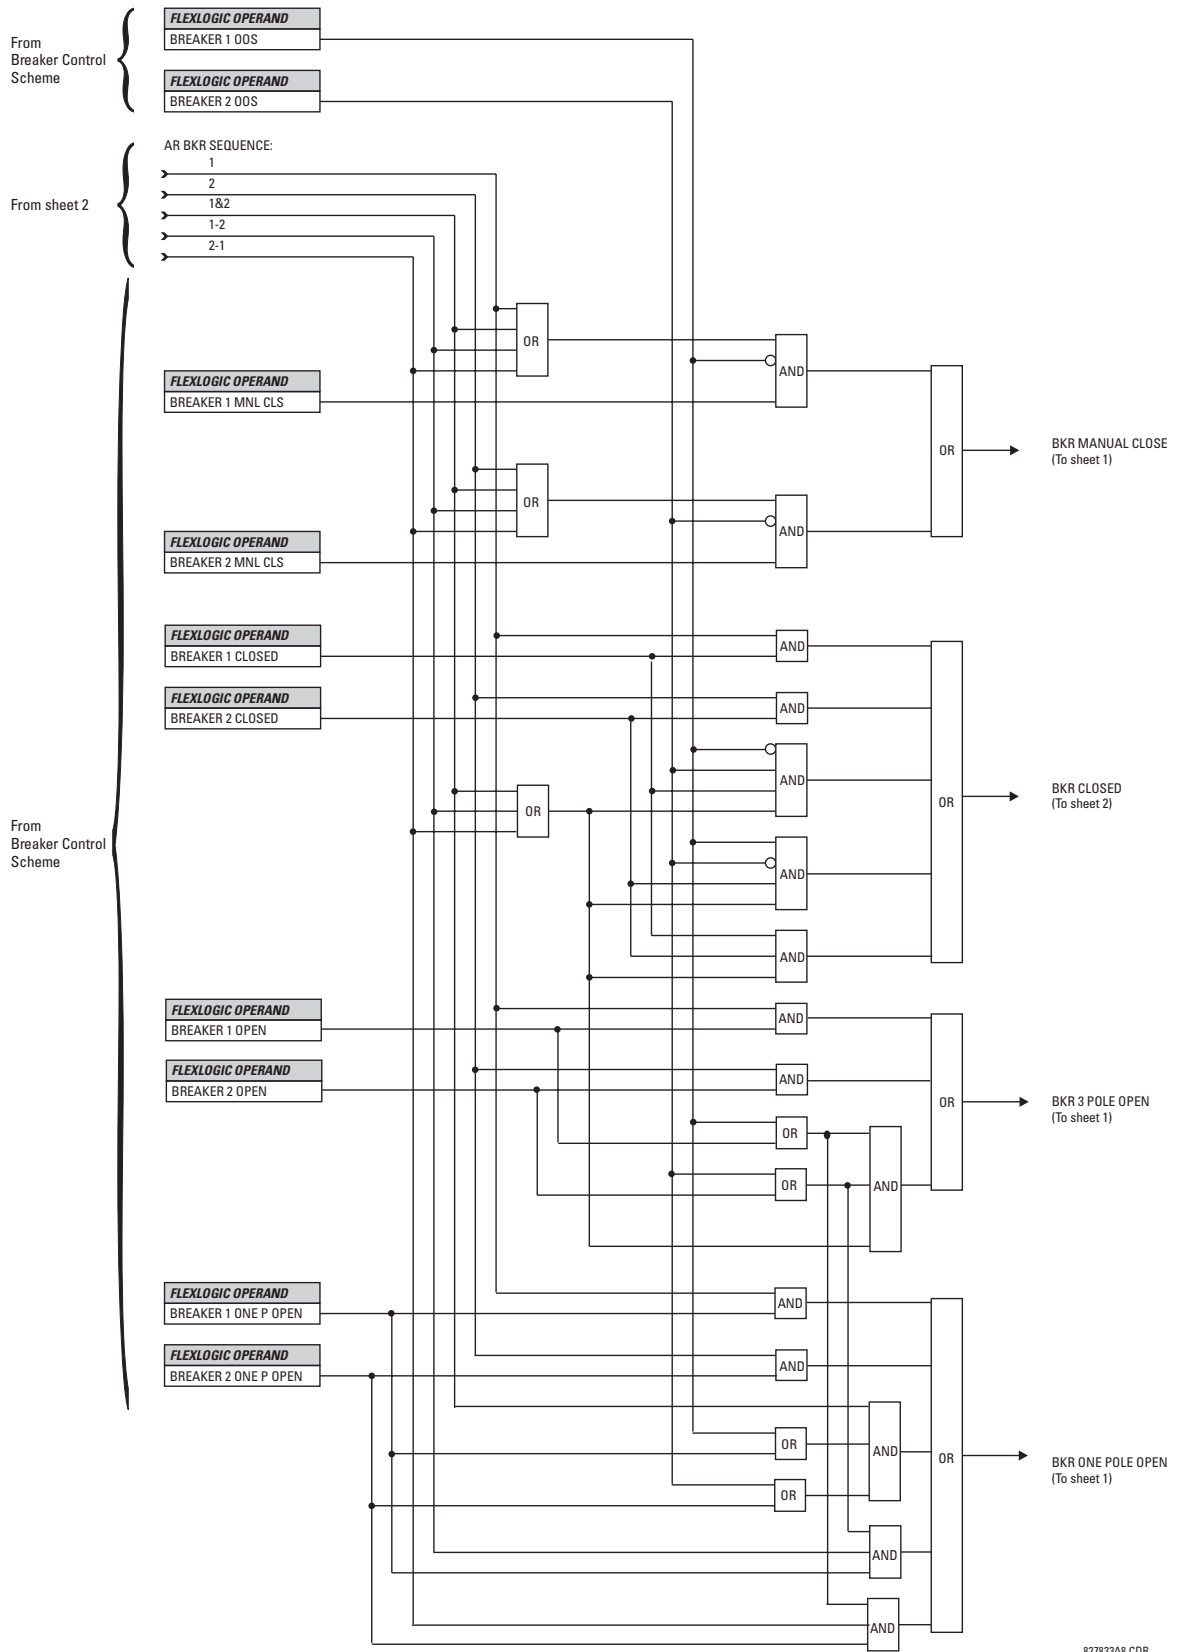 FLEXLOGIC OPERAND
BREAKER 1 OOS
From
Breaker Control
Scheme
FLEXLOGIC OPERAND
BREAKER 2 OOS
AR BKR SEQUENCE:
1
2
1&2
1-2
2-1
From sheet 2
OR
AND
FLEXLOGIC OPERAND
BREAKER 1 MNL CLS
OR
BKR MANUAL CLOSE
(To sheet 1)
OR
AND
FLEXLOGIC OPERAND
BREAKER 2 MNL CLS
FLEXLOGIC OPERAND
BREAKER 1 CLOSED
AND
FLEXLOGIC OPERAND
BREAKER 2 CLOSED
AND
AND
OR
OR
BKR CLOSED
(To sheet 2)
From
Breaker Control
Scheme
AND
AND
FLEXLOGIC OPERAND
BREAKER 1 OPEN
AND
FLEXLOGIC OPERAND
BREAKER 2 OPEN
AND
OR
BKR 3 POLE OPEN
(To sheet 1)
OR
OR
AND
FLEXLOGIC OPERAND
BREAKER 1 ONE P OPEN
AND
FLEXLOGIC OPERAND
BREAKER 2 ONE P OPEN
AND
OR
AND
OR
BKR ONE POLE OPEN
(To sheet 1)
OR
AND
AND
827833A8.CDR